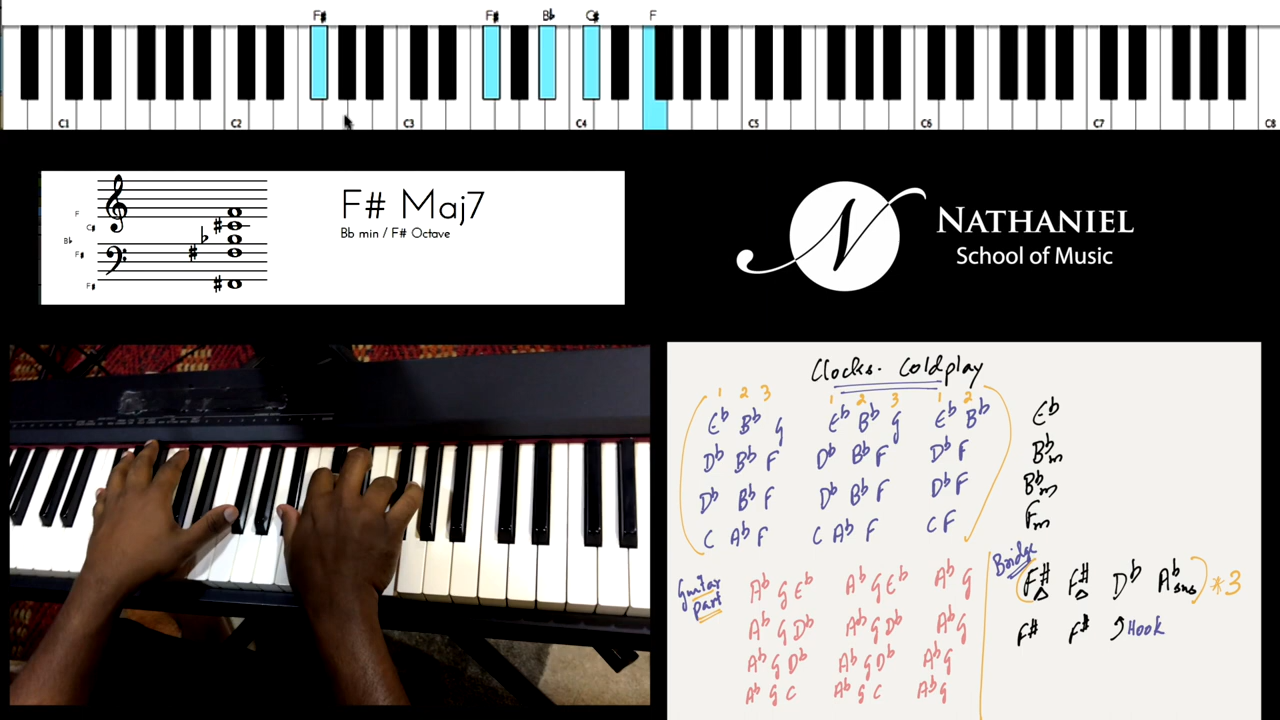 F# F# Bb C# F
C1 C2 C3 C4 C5 C6 C7 C8
F# Maj7
Bb min / F# Octave
F
C#
Bb
F#
F#
N
NATHANIEL
School of Music
Clocks. Coldplay
1 2 3 1 2 3 1 2
Eb Bb G Eb Bb G Eb Bb
Db Bb F Db Bb F Db F
Db Bb F Db Bb F Db F
C Ab F C Ab F C F
Eb
Bbm
Bbm
Fm
Guitar
part
Ab G Eb Ab G Eb Ab G
Ab G Db Ab G Db Ab G
Ab G Db Ab G Db Ab G
Ab G C Ab G C Ab G
Bridge
(F#△ F#△ Db Absus) *3
F# F# Hook